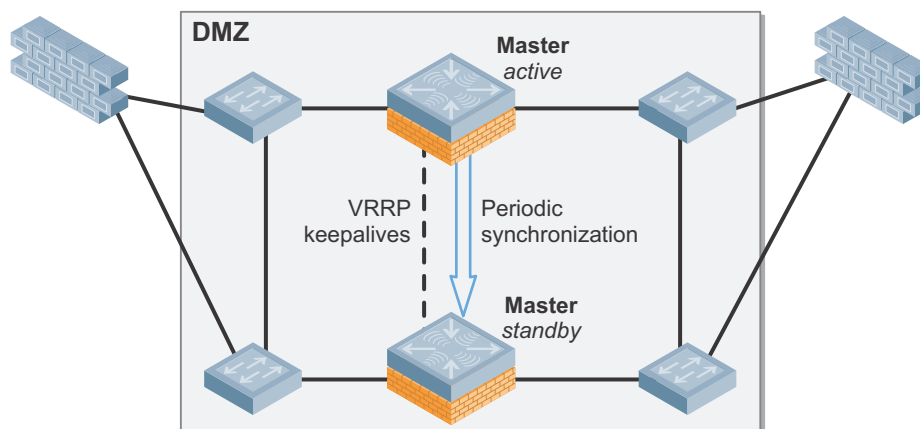 DMZ
Master
active
VRRP
keepalives
Periodic
synchronization
Master
standby